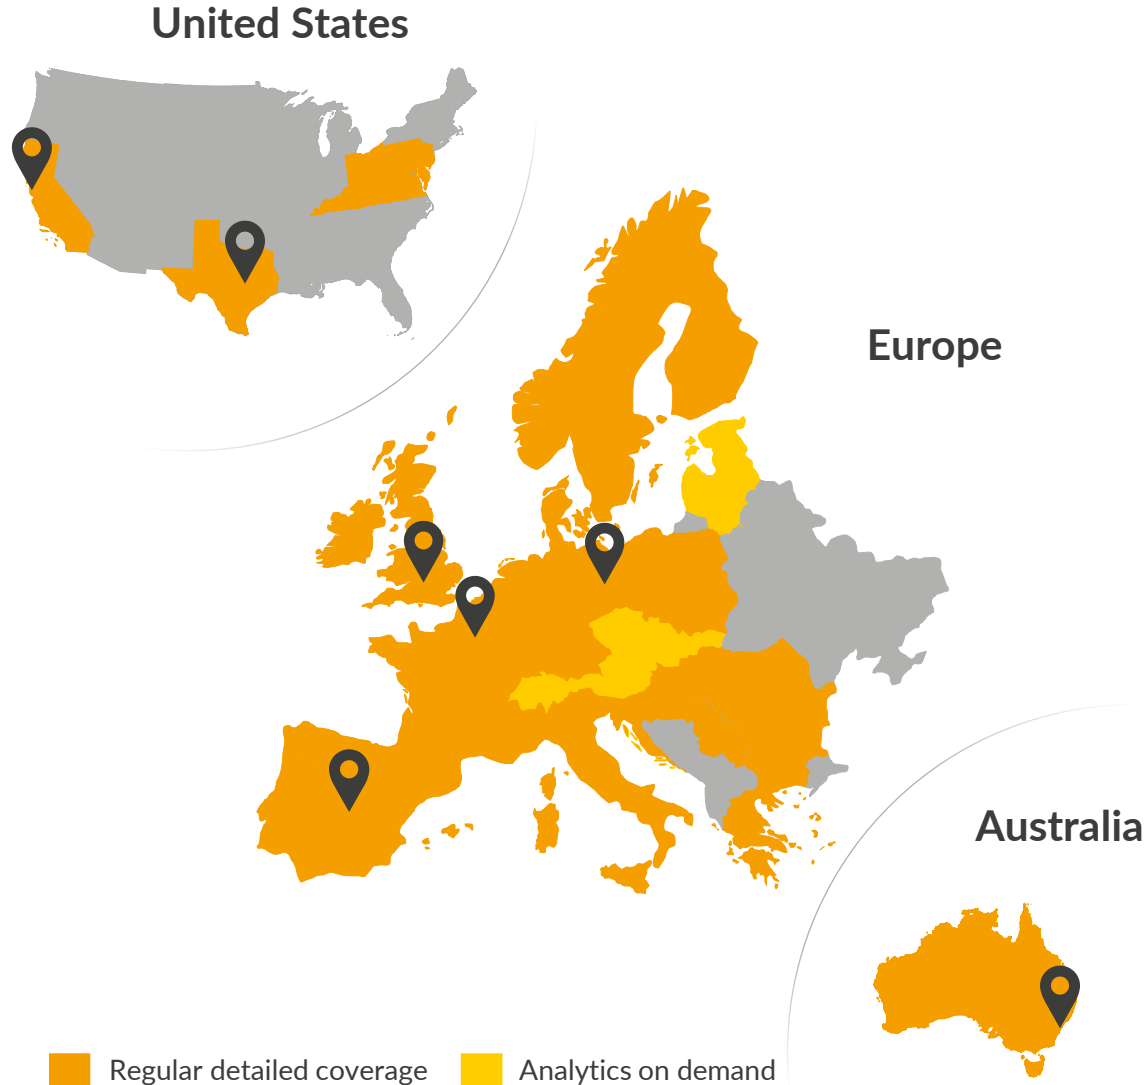 United States
Europe
Australia
Regular detailed coverage
Analytics on demand